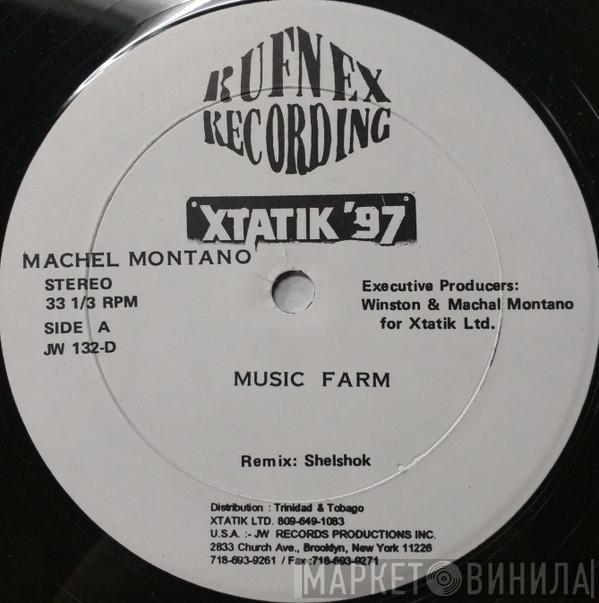 RUFNEX
RECORDING
XTATIK '97
MACHEL MONTANO
STEREO
33 1/3 RPM
SIDE A
JW 132-D
Executive Producers:
Winston & Machal Montano
for Xtatik Ltd.
MUSIC FARM
Remix: Shelshok
Distribution : Trinidad & Tobago
XTATIK LTD. 809-649-1083
U.S.A. :- JW RECORDS PRODUCTIONS INC.
2833 Church Ave., Brooklyn, New York 11226
718-693-9261 / Fax :718-693-9271
МАРКЕТ ВИНИЛА